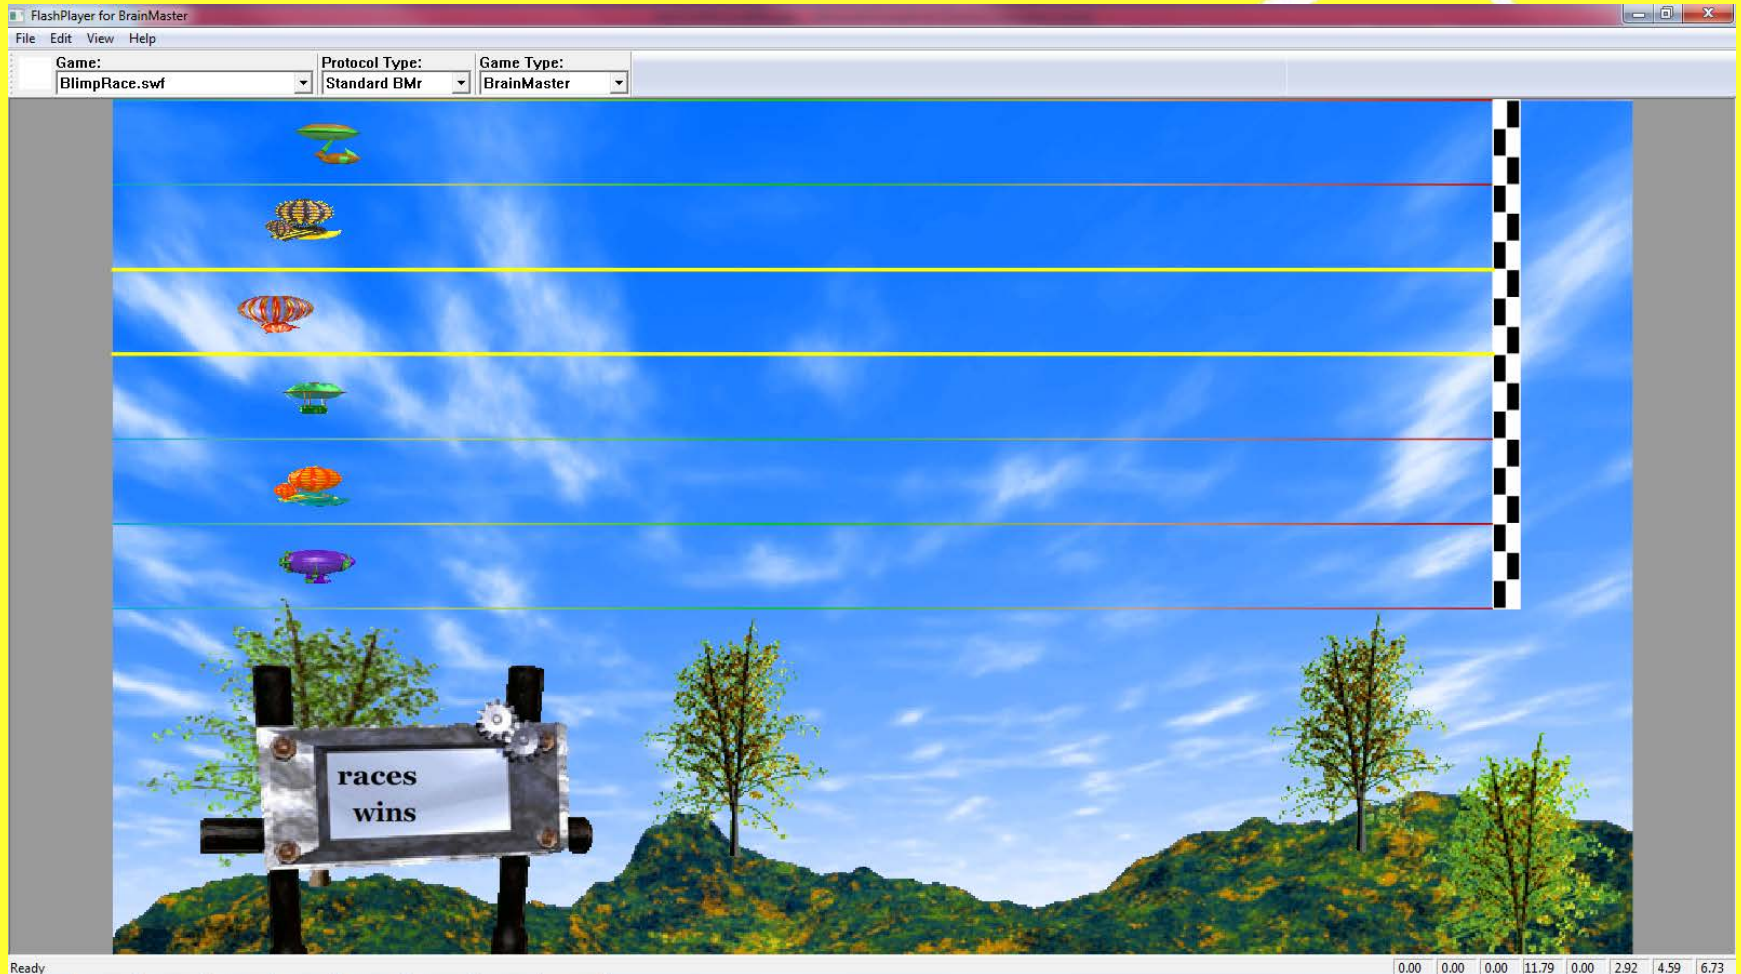 FlashPlayer for BrainMaster
File Edit View Help
Game: Protocol Type: Game Type:
BlimpRace.swf Standard BMr BrainMaster
races
wins
Ready 0.00 0.00 0.00 11.79 0.00 2.92 4.59 6.73